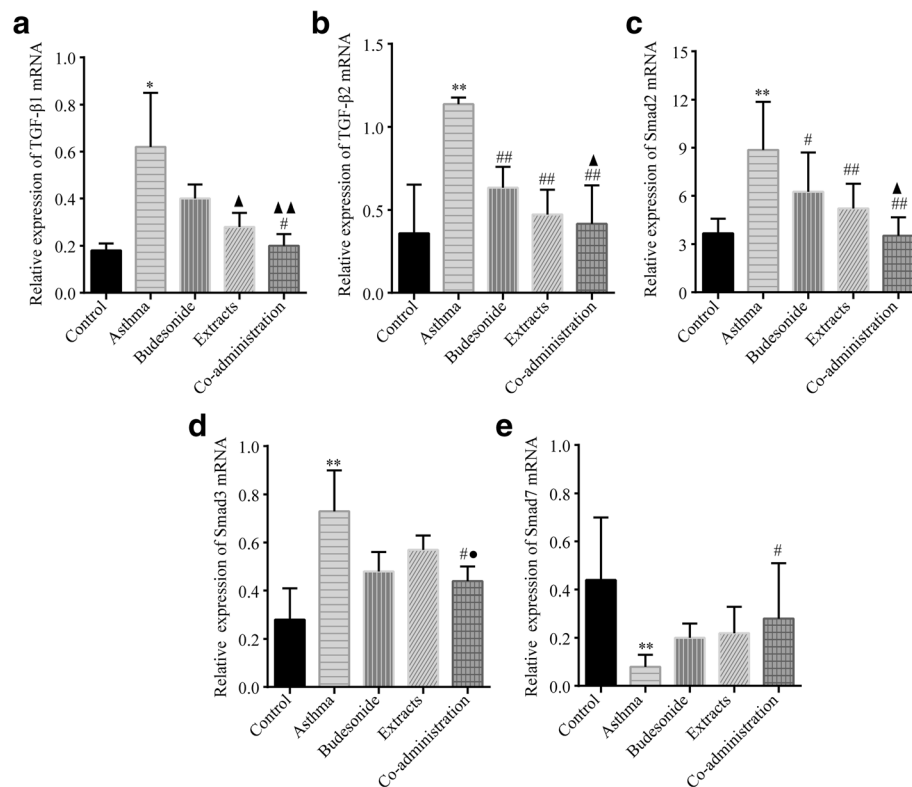 a
Relative expression of TGF-β1 mRNA
1.0
0.8
0.6
0.4
0.2
0.0
*
▲
▲▲
#
Control
Asthma
Budesonide
Extracts
Co-administration
b
Relative expression of TGF-β2 mRNA
1.5
1.0
0.5
0.0
**
##
##
▲
##
Control
Asthma
Budesonide
Extracts
Co-administration
c
Relative expression of Smad2 mRNA
15
12
9
6
3
0
**
#
##
▲
##
Control
Asthma
Budesonide
Extracts
Co-administration
d
Relative expression of Smad3 mRNA
1.0
0.8
0.6
0.4
0.2
0.0
**
#●
Control
Asthma
Budesonide
Extracts
Co-administration
e
Relative expression of Smad7 mRNA
1.0
0.8
0.6
0.4
0.2
0.0
**
#
Control
Asthma
Budesonide
Extracts
Co-administration